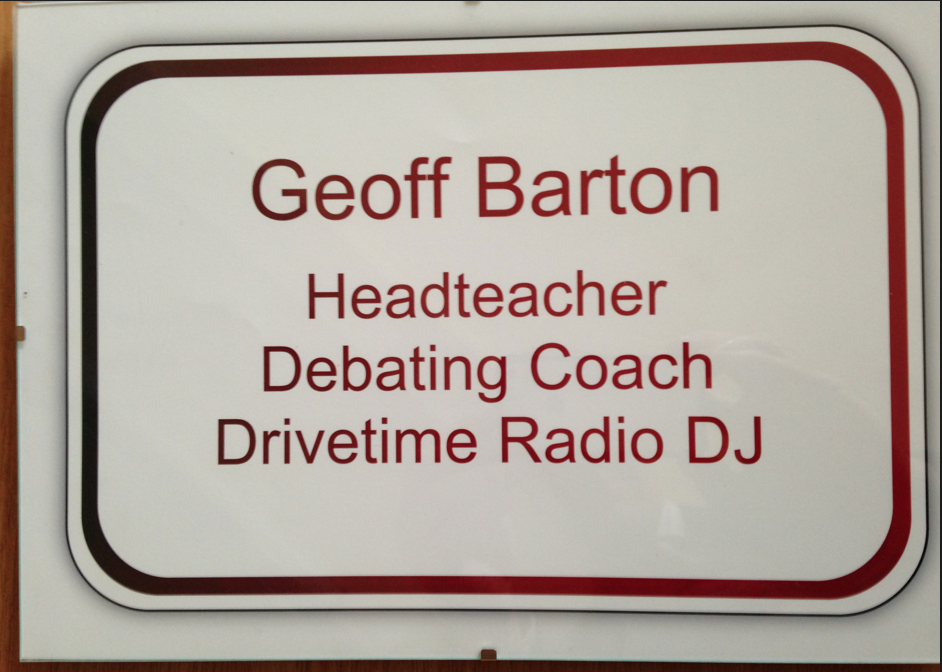 Geoff Barton
Headteacher
Debating Coach
Drivetime Radio DJ